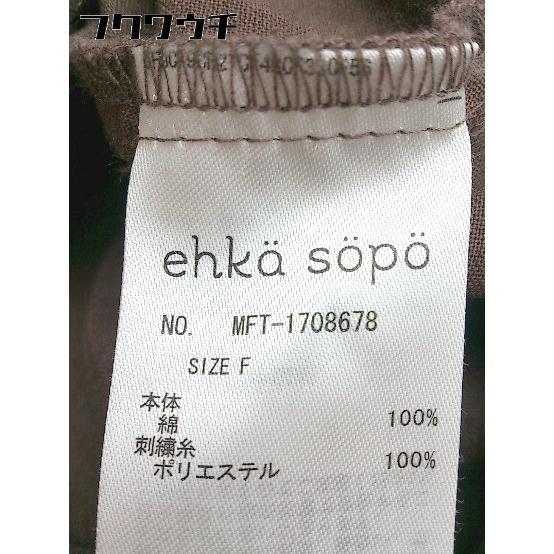 フクワウチ
ehkä söpö
NO. MFT-1708678
SIZE F
本体
綿 100%
刺繍糸
ポリエステル 100%